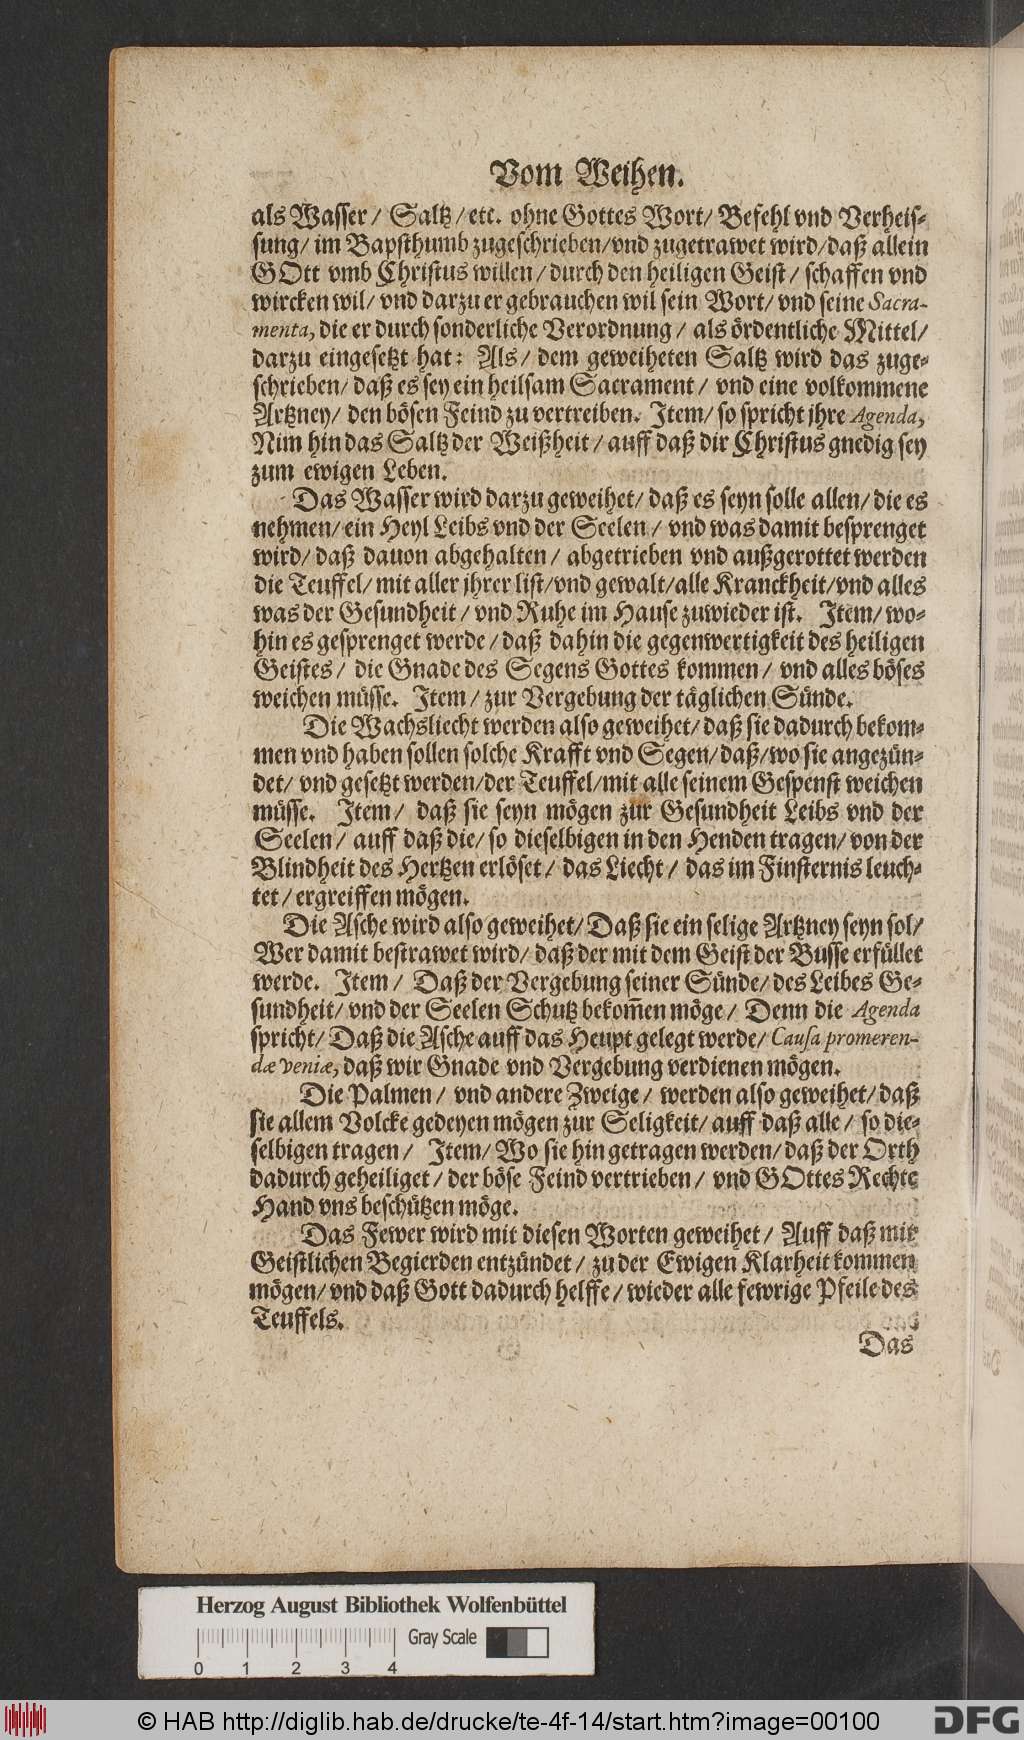 Vom Weihen.
als Wasser/ Saltz/ etc. ohne Gottes Wort/ Befehl vnd Verheis-
sung/ im Bapsthumb zugeschrieben/ vnd zugetrawet wird/ daß allein
GOtt vmb Christus willen/ durch den heiligen Geist/ schaffen vnd
wircken wil/ vnd darzu er gebrauchen wil sein Wort/ vnd seine Sacra-
menta, die er durch sonderliche Verordnung/ als ördentliche Mittel/
darzu eingesetzt hat: Als/ dem geweiheten Saltz wird das zuge-
schrieben/ daß es sey ein heilsam Sacrament/ vnd eine volkommene
Artzney/ den bösen Feind zu vertreiben. Item/ so spricht jhre Agenda,
Nim hin das Saltz der Weißheit/ auff daß dir Christus gnedig sey
zum ewigen Leben.
Das Wasser wird darzu geweihet/ daß es seyn solle allen/ die es
nehmen/ ein Heyl Leibs vnd der Seelen/ vnd was damit besprenget
wird/ daß dauon abgehalten/ abgetrieben vnd außgerottet werden
die Teuffel/ mit aller jhrer list/ vnd gewalt/ alle Kranckheit/ vnd alles
was der Gesundheit/ vnd Ruhe im Hause zuwieder ist. Item/ wo-
hin es gesprenget werde/ daß dahin die gegenwertigkeit des heiligen
Geistes/ die Gnade des Segens Gottes kommen/ vnd alles böses
weichen müsse. Item/ zur Vergebung der täglichen Sünde.
Die Wachsliecht werden also geweihet/ daß sie dadurch bekom-
men vnd haben sollen solche Krafft vnd Segen/ daß/ wo sie angezün-
det/ vnd gesetzt werden/ der Teuffel/ mit alle seinem Gespenst weichen
müsse. Item/ daß sie seyn mögen zur Gesundheit Leibs vnd der
Seelen/ auff daß die/ so dieselbigen in den Henden tragen/ von der
Blindheit des Hertzen erlöset/ das Liecht/ das im Finsternis leuch-
tet/ ergreiffen mögen.
Die Asche wird also geweihet/ Daß sie ein selige Artzney seyn sol/
Wer damit bestrawet wird/ daß der mit dem Geist der Busse erfüllet
werde. Item/ Daß der Vergebung seiner Sünde/ des Leibes Ge-
sundheit/ vnd der Seelen Schutz bekom̃en möge/ Denn die Agenda
spricht/ Daß die Asche auff das Heupt gelegt werde/ Causa promeren-
dæ veniæ, daß wir Gnade vnd Vergebung verdienen mögen.
Die Palmen/ vnd andere Zweige/ werden also geweihet/ daß
sie allem Volcke gedeyen mögen zur Seligkeit/ auff daß alle/ so die-
selbigen tragen/ Item/ Wo sie hin getragen werden/ daß der Orth
dadurch geheiliget/ der böse Feind vertrieben/ vnd GOttes Rechte
Hand vns beschützen möge.
Das Fewer wird mit diesen Worten geweihet/ Auff daß mit
Geistlichen Begierden entzündet/ zu der Ewigen Klarheit kommen
mögen/ vnd daß Gott dadurch helffe/ wieder alle fewrige Pfeile des
Teuffels.
Das
Herzog August Bibliothek Wolfenbüttel
Gray Scale
0 1 2 3 4
© HAB http://diglib.hab.de/drucke/te-4f-14/start.htm?image=00100
DFG